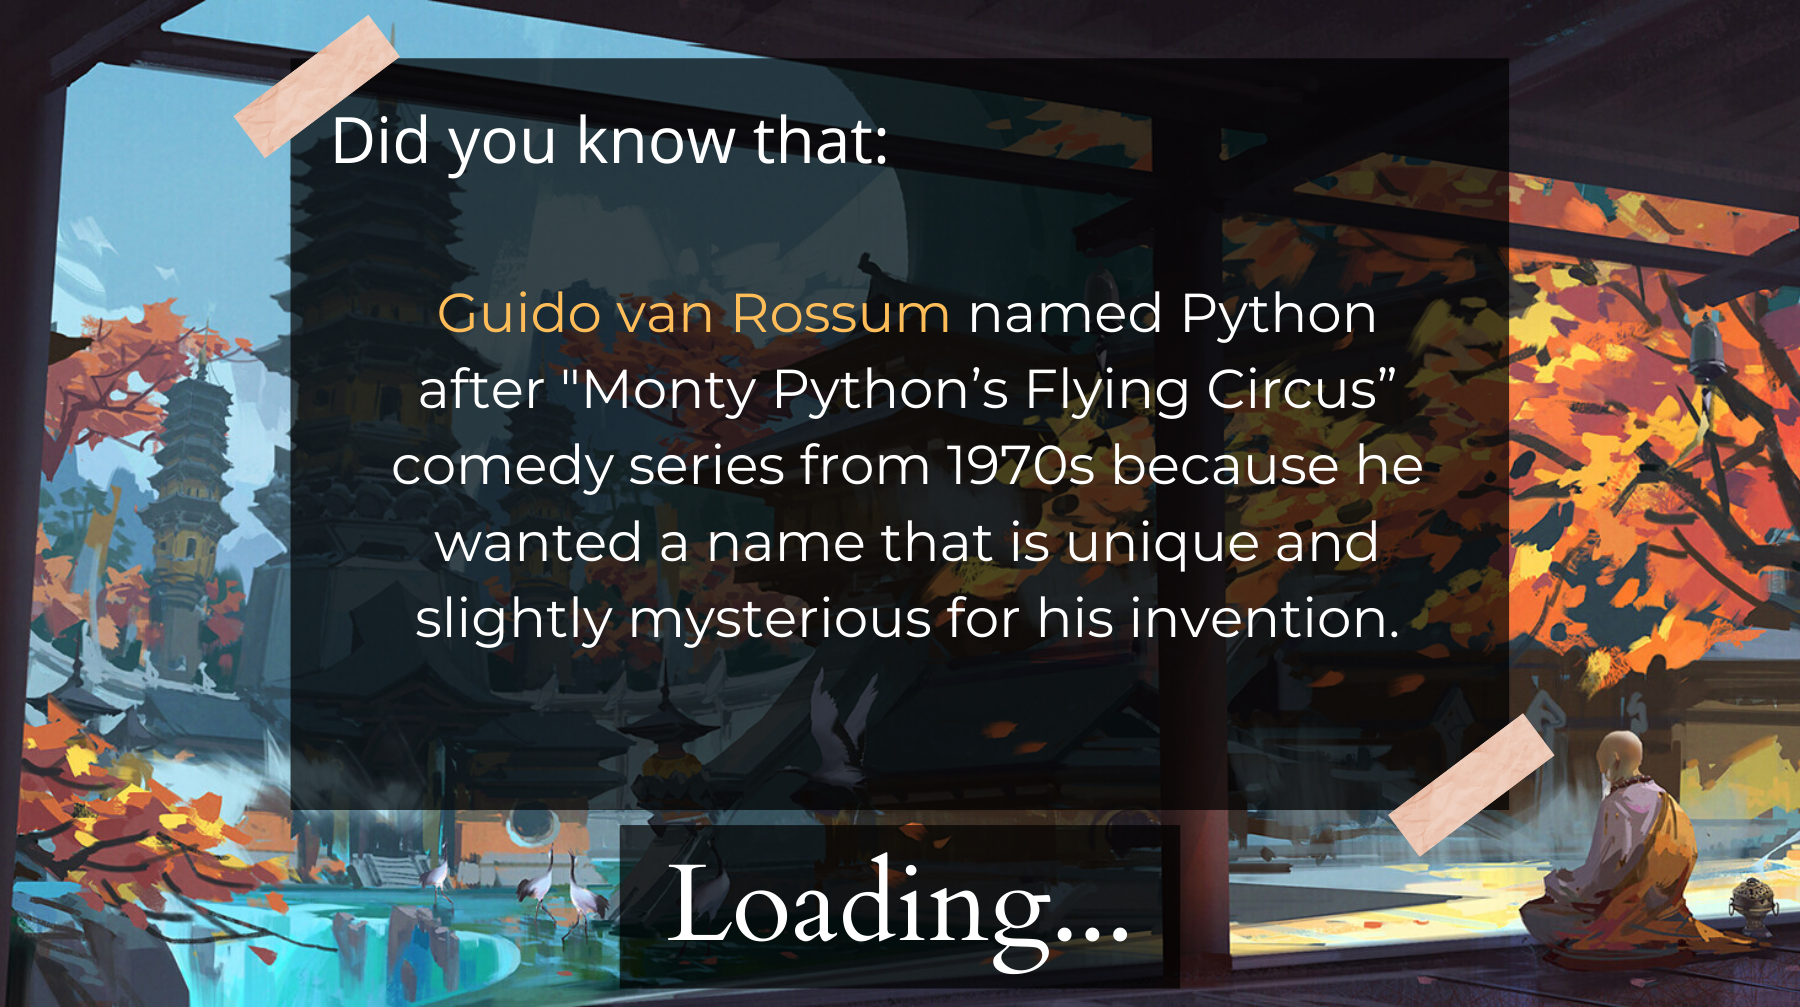 Did you know that:
Guido van Rossum named Python
after "Monty Python’s Flying Circus”
comedy series from 1970s because he
wanted a name that is unique and
slightly mysterious for his invention.
Loading...